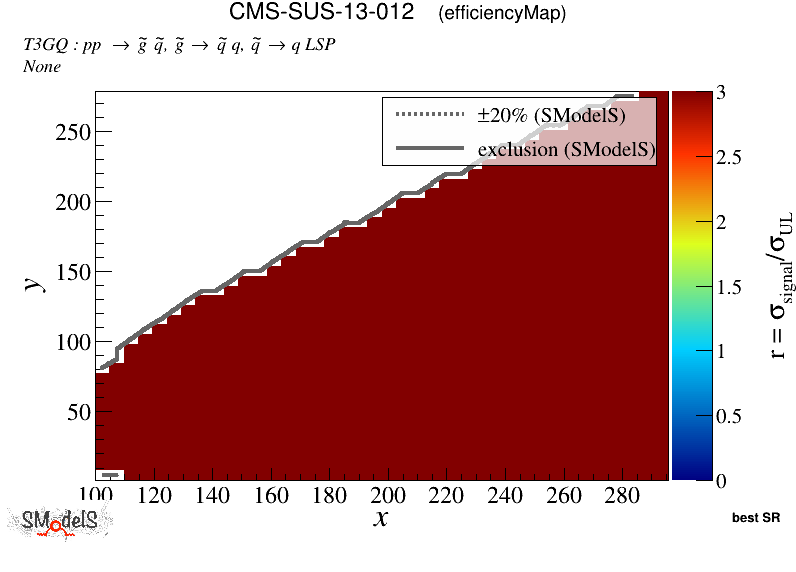 CMS-SUS-13-012 (efficiencyMap)
T3GQ : pp → g̃ q̃, g̃ → q̃ q, q̃ → q LSP
None
±20% (SModelS)
exclusion (SModelS)
250
200
150
100
50
y
100 120 140 160 180 200 220 240 260 280
x
3
2.5
2
1.5
1
0.5
0
r = σsignal/σUL
SModelS
best SR